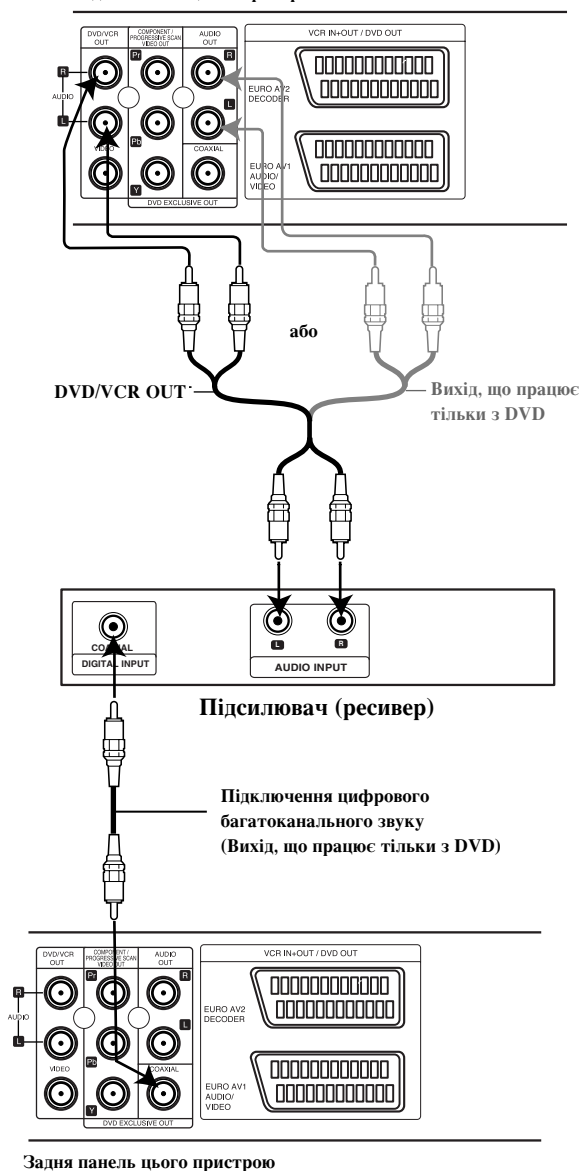 DVD/VCR OUT
COMPONENT / PROGRESSIVE SCAN VIDEO OUT
AUDIO OUT
VCR IN+OUT / DVD OUT
R
AUDIO
L
VIDEO
Pr
Pb
Y
R
L
COAXIAL
DVD EXCLUSIVE OUT
EURO AV2
DECODER
EURO AV1
AUDIO/
VIDEO
або
DVD/VCR OUT
Вихід, що працює
тільки з DVD
COAXIAL
DIGITAL INPUT
L
R
AUDIO INPUT
Підсилювач (ресивер)
Підключення цифрового
багатоканального звуку
(Вихід, що працює тільки з DVD)
DVD/VCR OUT
COMPONENT / PROGRESSIVE SCAN VIDEO OUT
AUDIO OUT
VCR IN+OUT / DVD OUT
R
AUDIO
L
VIDEO
Pr
Pb
Y
R
L
COAXIAL
DVD EXCLUSIVE OUT
EURO AV2
DECODER
EURO AV1
AUDIO/
VIDEO
Задня панель цього пристрою